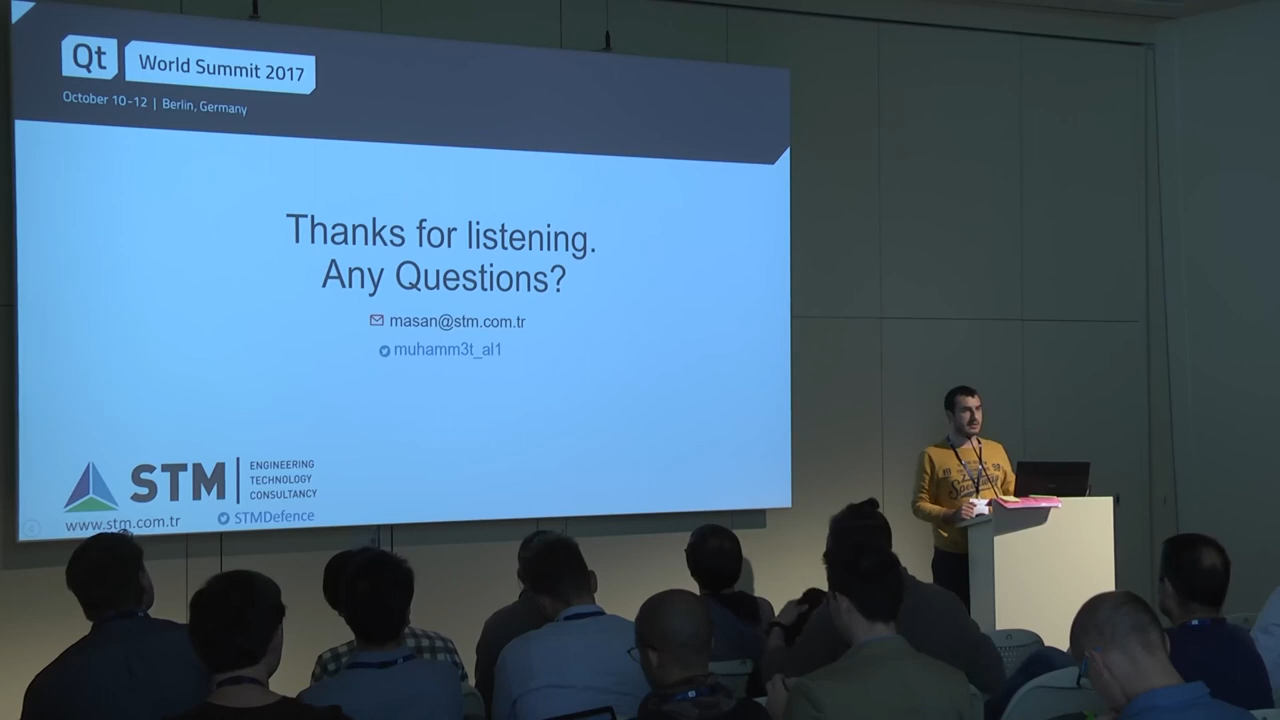 Qt World Summit 2017
October 10-12 | Berlin, Germany
Thanks for listening.
Any Questions?
masan@stm.com.tr
muhamm3t_al1
STM
ENGINEERING
TECHNOLOGY
CONSULTANCY
www.stm.com.tr
STMDefence